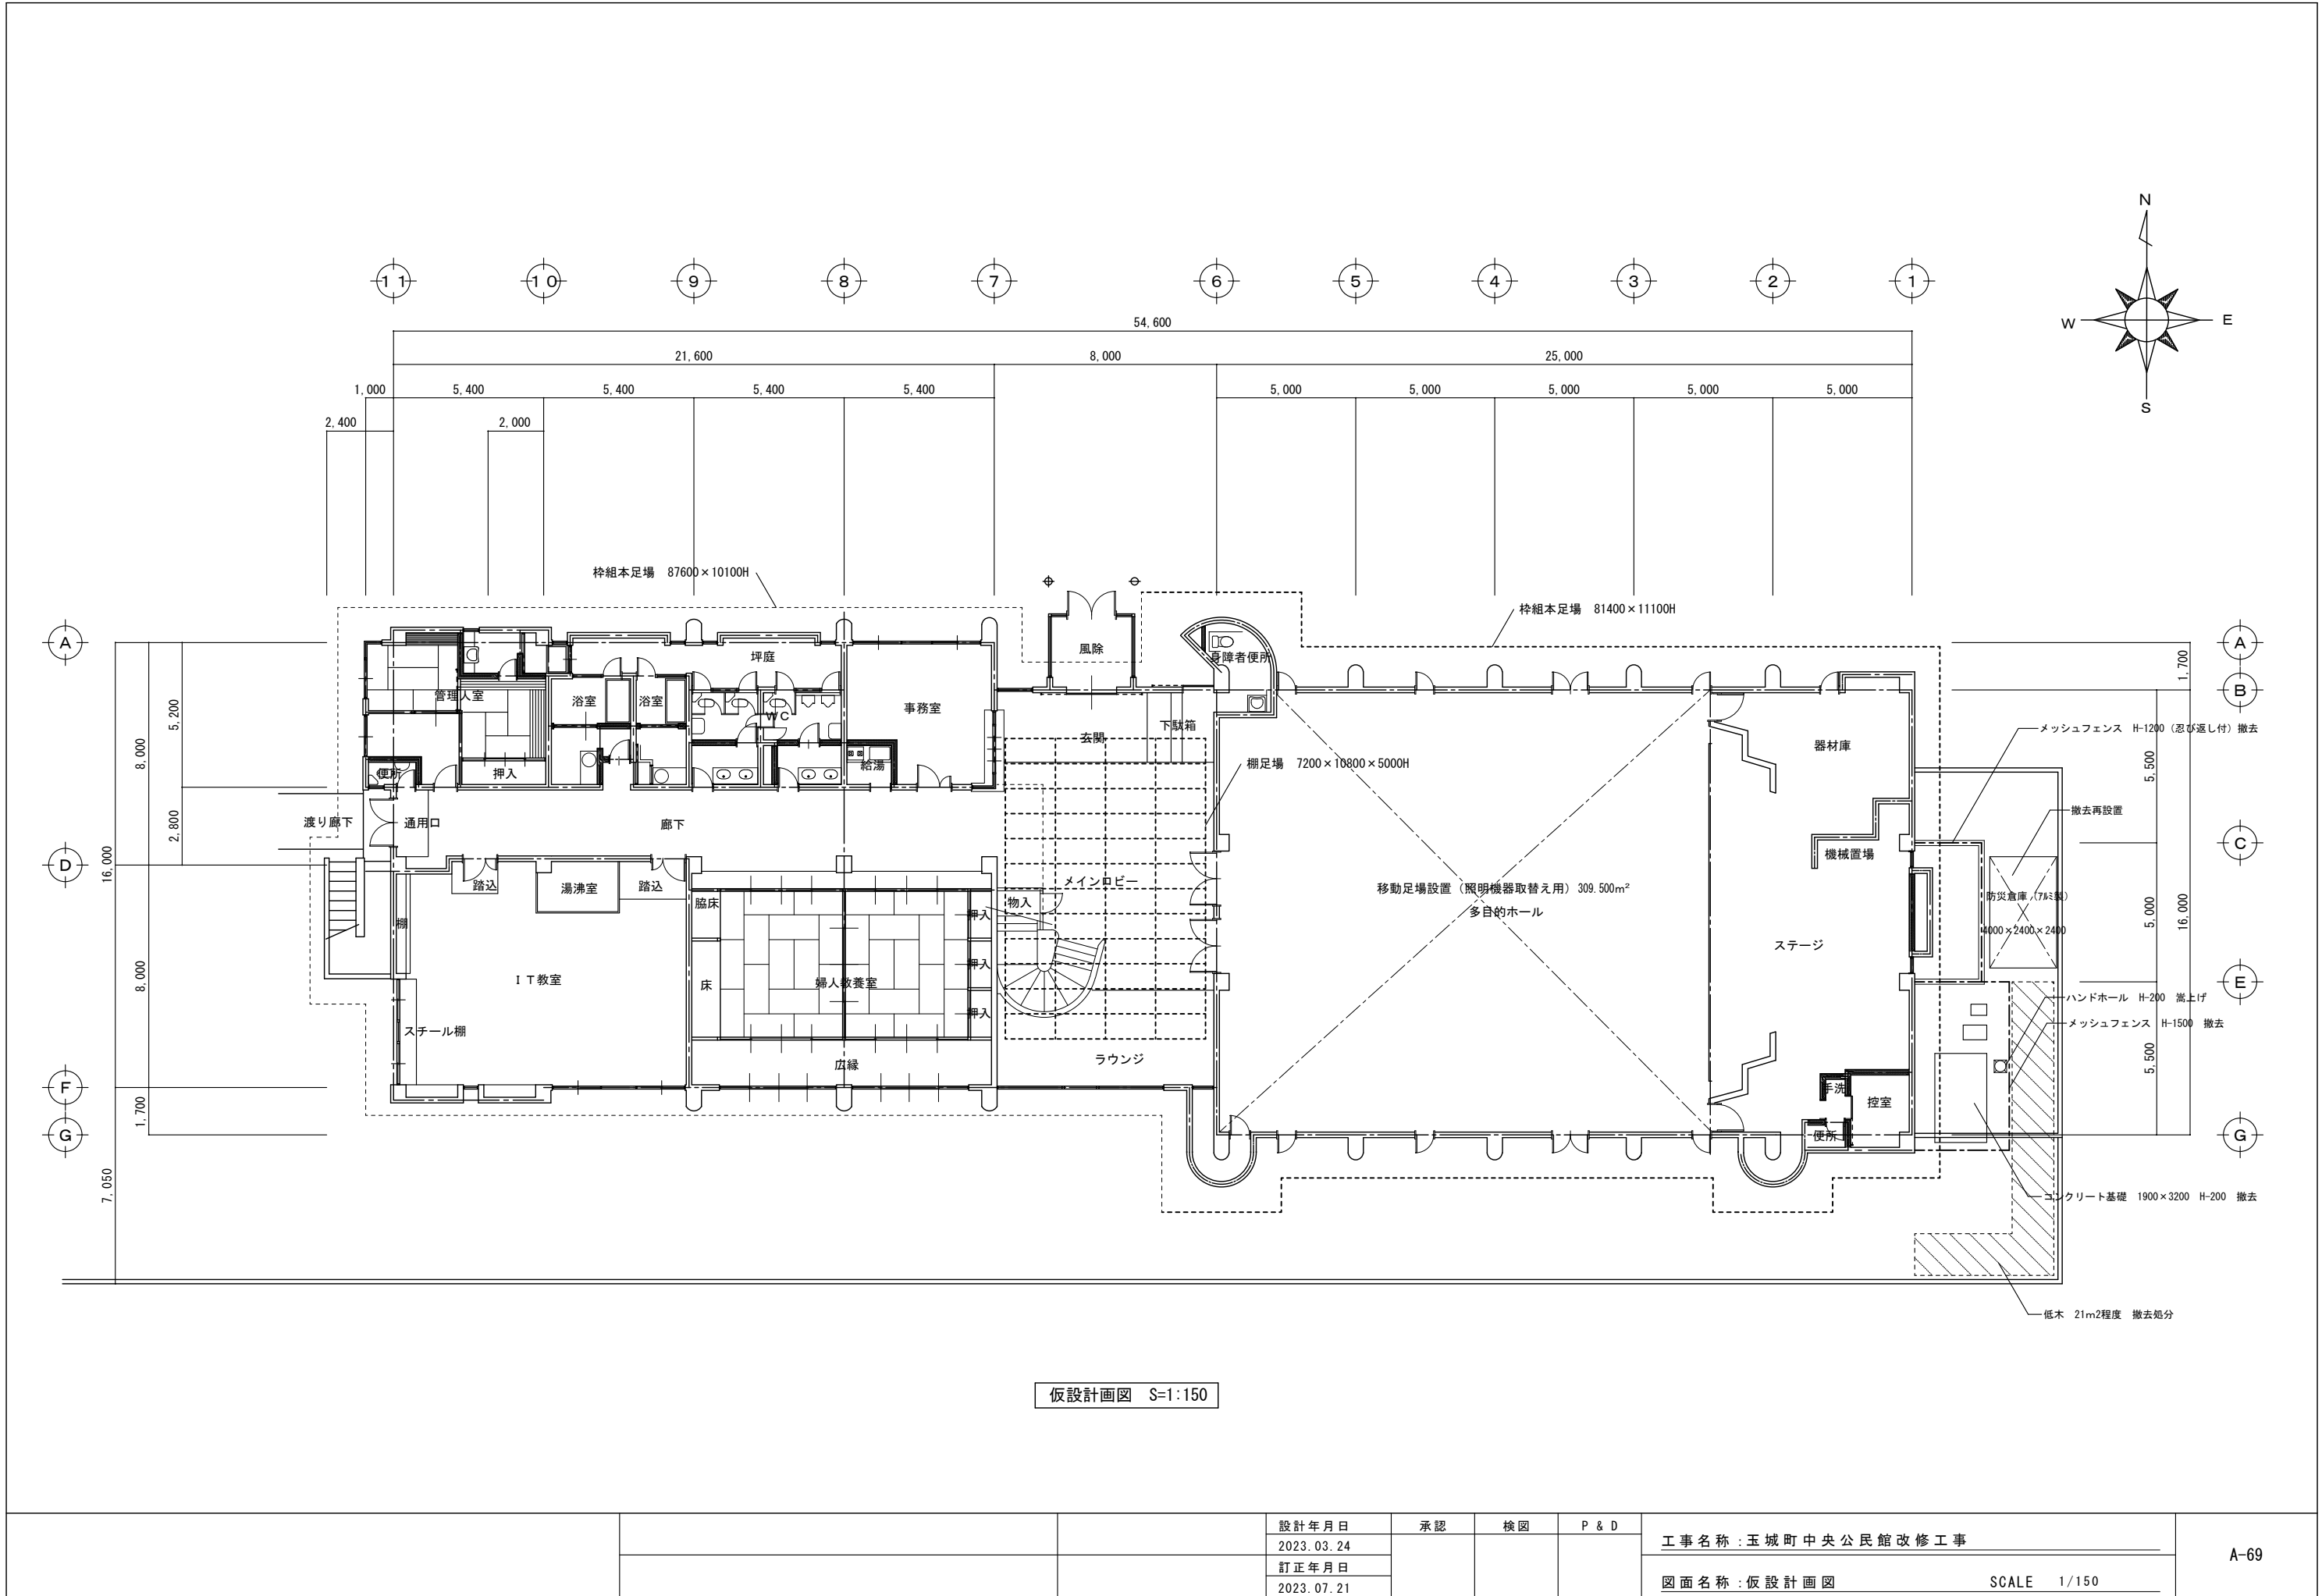 N
W
E
S
11
10
9
8
7
6
5
4
3
2
1
54,600
21,600
8,000
25,000
1,000
5,400
5,400
5,400
5,400
5,000
5,000
5,000
5,000
5,000
2,400
2,000
枠組本足場 87600×10100H
枠組本足場 81400×11100H
A
D
F
G
A
B
C
E
G
16,000
8,000
8,000
5,200
2,800
1,700
7,050
1,700
5,500
5,000
5,500
16,000
管理人室
浴室
浴室
坪庭
WC
事務室
風除
身障者便所
玄関
下駄箱
器材庫
便所
押入
給湯
棚足場 7200×10800×5000H
メッシュフェンス H-1200(忍び返し付)撤去
渡り廊下
通用口
廊下
撤去再設置
機械置場
踏込
湯沸室
踏込
脇床
物入
押入
メインロビー
移動足場設置(照明機器取替え用)309.500m²
多目的ホール
防災倉庫(アルミ製)
4000×2400×2400
棚
ステージ
IT教室
床
婦人教養室
押入
押入
ハンドホール H-200 嵩上げ
メッシュフェンス H-1500 撤去
スチール棚
広縁
ラウンジ
手洗
控室
便所
コンクリート基礎 1900×3200 H-200 撤去
低木 21m2程度 撤去処分
仮設計画図 S=1:150
設計年月日
2023.03.24
訂正年月日
2023.07.21
承認
検図
P & D
工事名称:玉城町中央公民館改修工事
図面名称:仮設計画図 SCALE 1/150
A-69